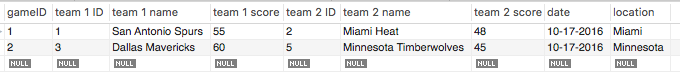 gameID team 1 ID team 1 name team 1 score team 2 ID team 2 name team 2 score date location
1 1 San Antonio Spurs 55 2 Miami Heat 48 10-17-2016 Miami
2 3 Dallas Mavericks 60 5 Minnesota Timberwolves 45 10-17-2016 Minnesota
NULL NULL NULL NULL NULL NULL NULL NULL NULL